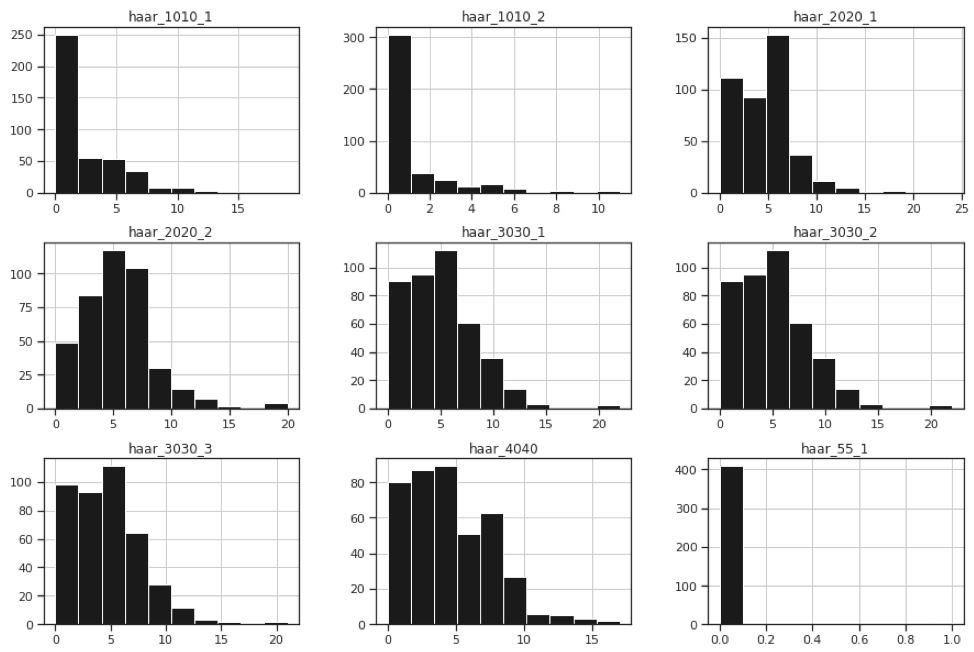 haar_1010_1 haar_1010_2 haar_2020_1
250 200 150 100 50 0
0 5 10 15
300 200 100 0
0 2 4 6 8 10
150 100 50 0
0 5 10 15 20 25
haar_2020_2 haar_3030_1 haar_3030_2
100 75 50 25 0
0 5 10 15 20
100 80 60 40 20 0
0 5 10 15 20
100 80 60 40 20 0
0 5 10 15 20
haar_3030_3 haar_4040 haar_55_1
100 80 60 40 20 0
0 5 10 15 20
80 60 40 20 0
0 5 10 15
400 300 200 100 0
0.0 0.2 0.4 0.6 0.8 1.0